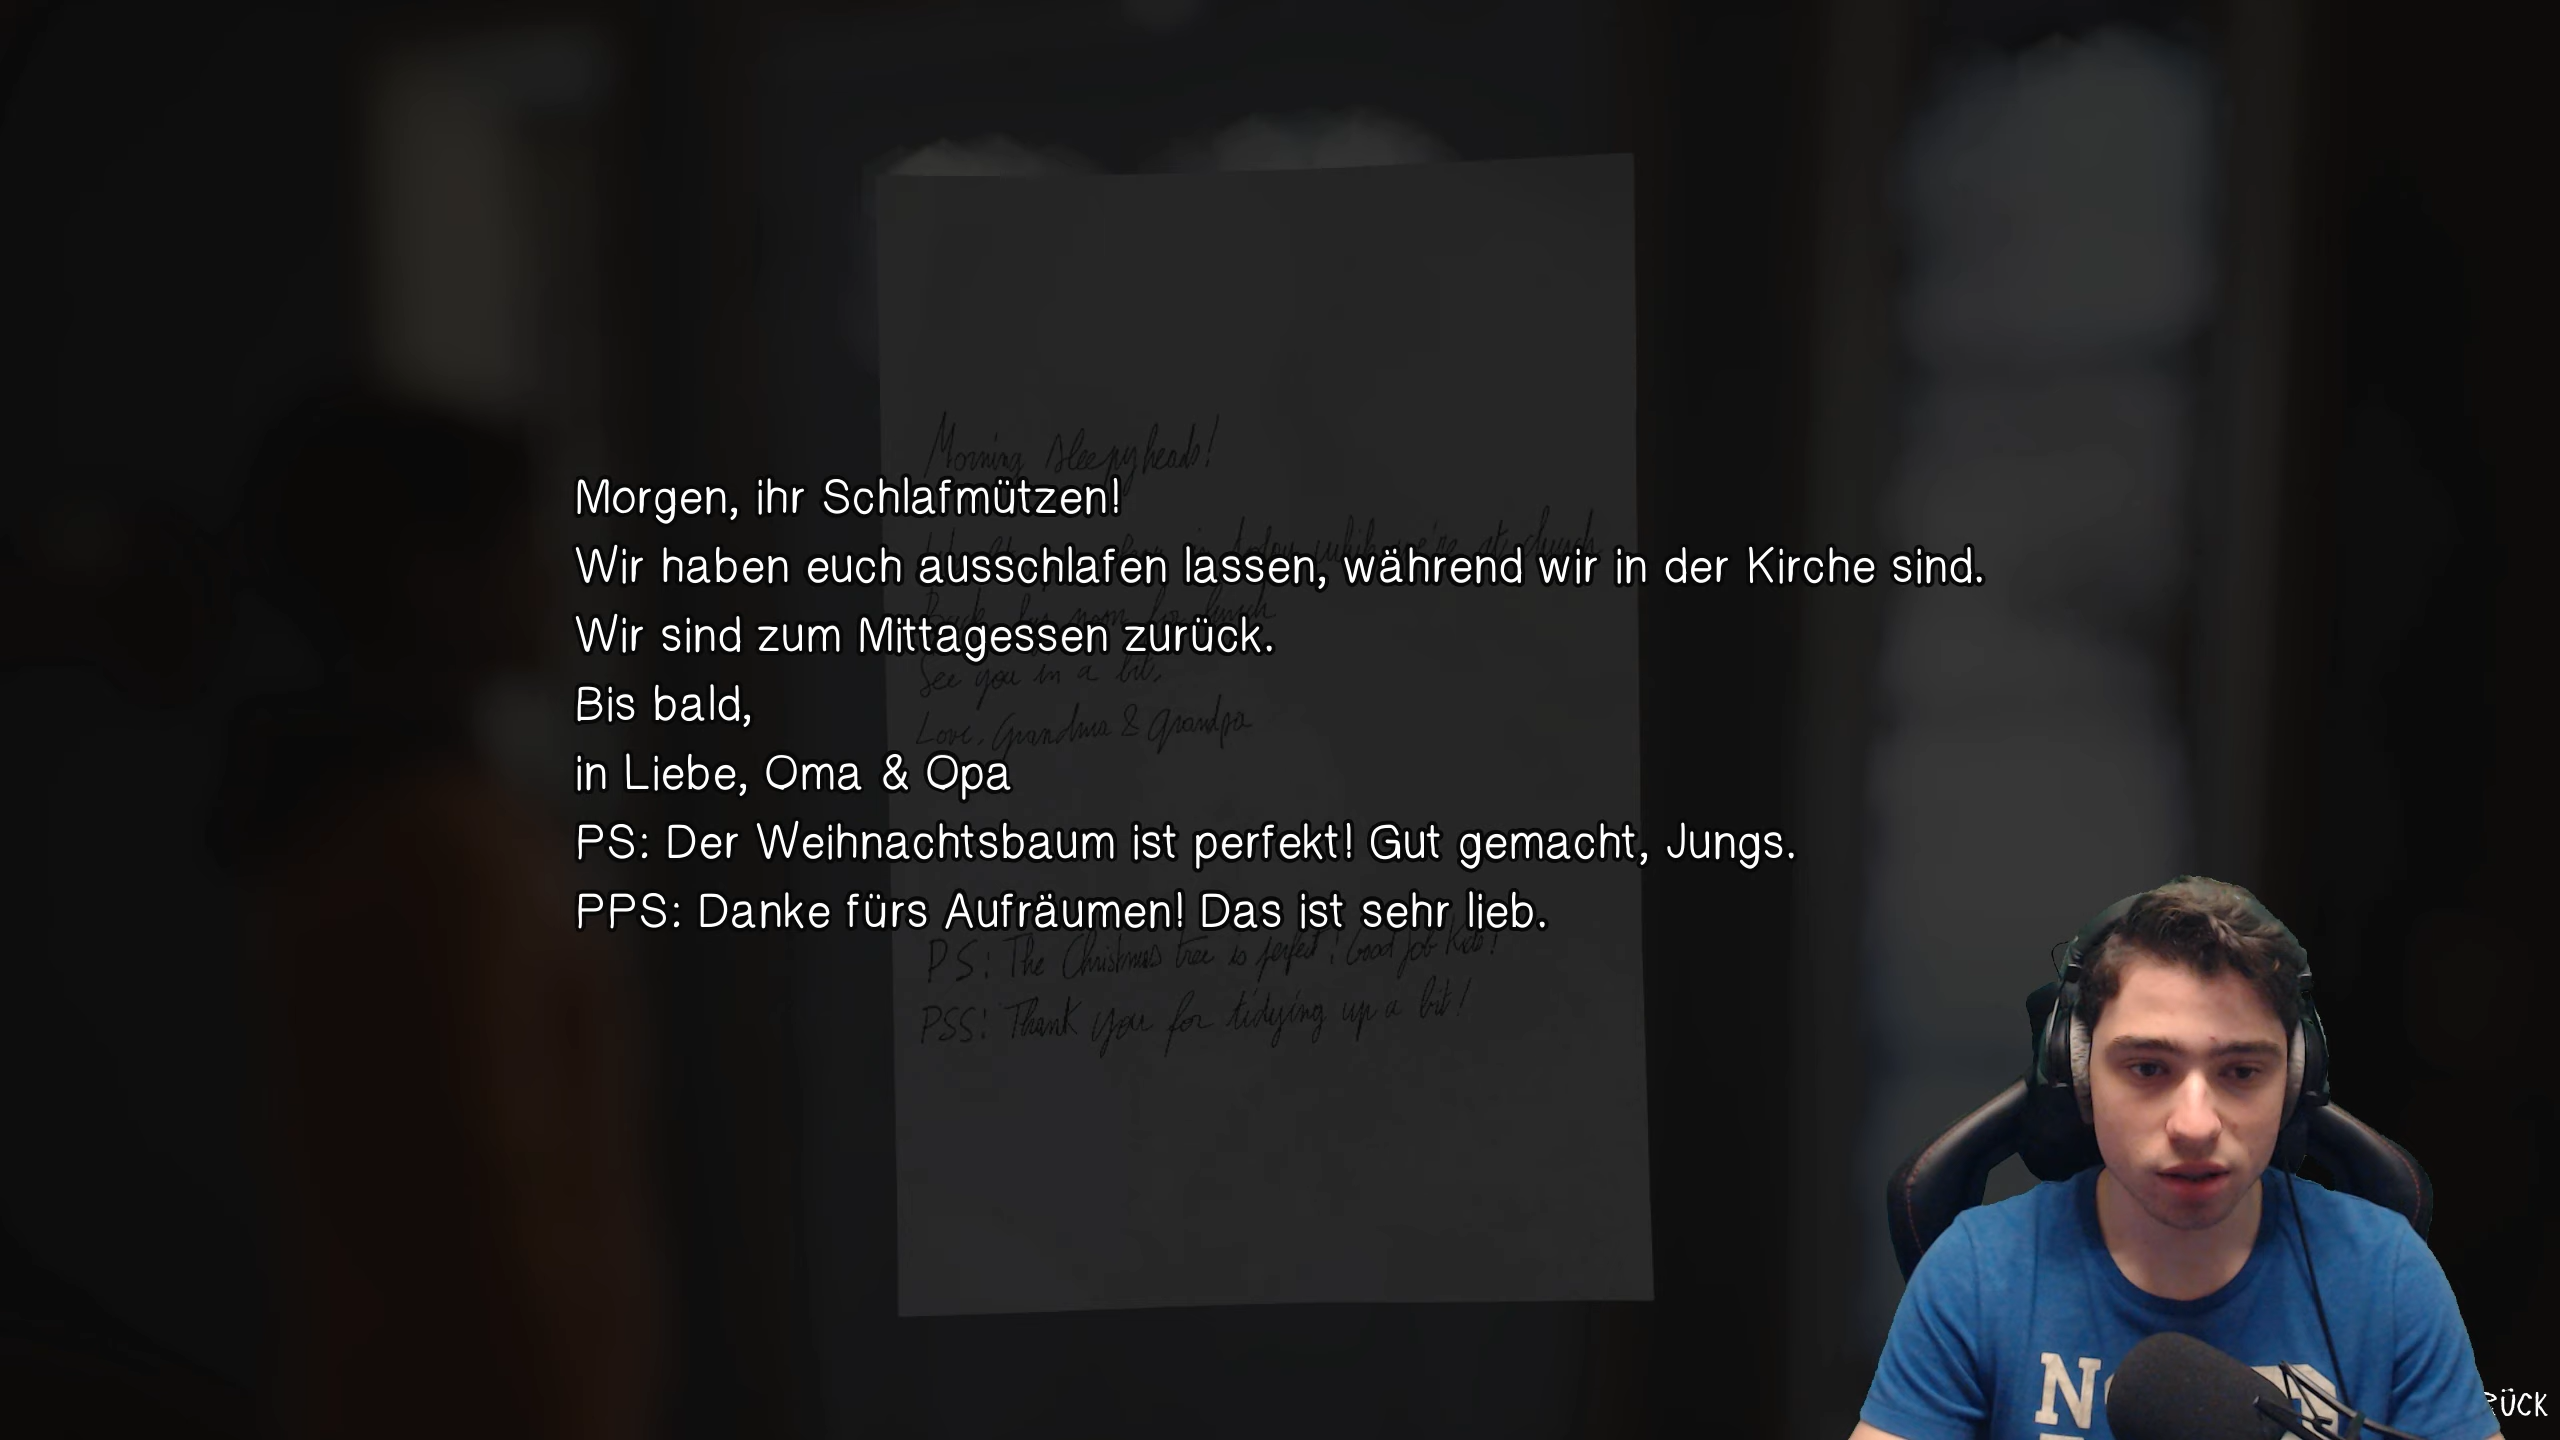 Morgen, ihr Schlafmützen!
Wir haben euch ausschlafen lassen, während wir in der Kirche sind.
Wir sind zum Mittagessen zurück.
Bis bald,
in Liebe, Oma & Opa
PS: Der Weihnachtsbaum ist perfekt! Gut gemacht, Jungs.
PPS: Danke fürs Aufräumen! Das ist sehr lieb.
Morning sleepyheads!
See you in a bit,
Love, Grandma & Grandpa
PS: The Christmas tree is perfect! Good job kids!
PSS: Thank you for tidying up a bit!